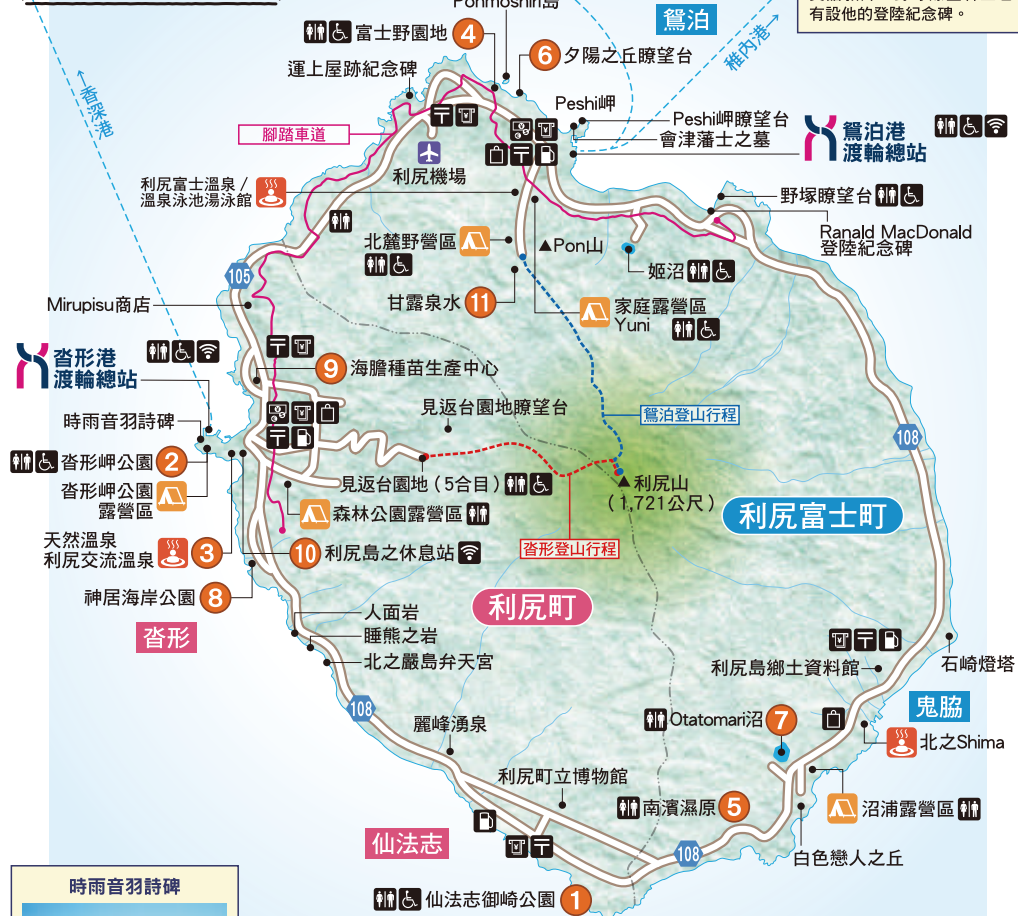 Ponmoshiri島
鴛泊
有設他的登陸紀念碑。
富士野園地 4
6 夕陽之丘瞭望台
稚內港
運上屋跡紀念碑
香深港
Peshi岬
Peshi岬瞭望台
會津藩士之墓
鴛泊港
渡輪總站
腳踏車道
利尻機場
利尻富士溫泉 /
溫泉泳池湯泳館
野塚瞭望台
Ranald MacDonald
登陸紀念碑
北麓野營區
Pon山
姬沼
105
甘露泉水 11
家庭露營區
Yuni
Mirupisu商店
沓形港
渡輪總站
9 海膽種苗生產中心
見返台園地瞭望台
鴛泊登山行程
108
時雨音羽詩碑
沓形岬公園 2
沓形岬公園
露營區
見返台園地（5合目）
利尻山
（1,721公尺）
利尻富士町
森林公園露營區
天然溫泉
利尻交流溫泉 3
10 利尻島之休息站
沓形登山行程
神居海岸公園 8
利尻町
沓形
人面岩
睡熊之岩
北之嚴島弁天宮
利尻島鄉土資料館
石崎燈塔
108
鬼脇
麗峰湧泉
Otatomari沼 7
北之Shima
利尻町立博物館
南濱濕原 5
沼浦露營區
仙法志
108
白色戀人之丘
時雨音羽詩碑
仙法志御崎公園 1